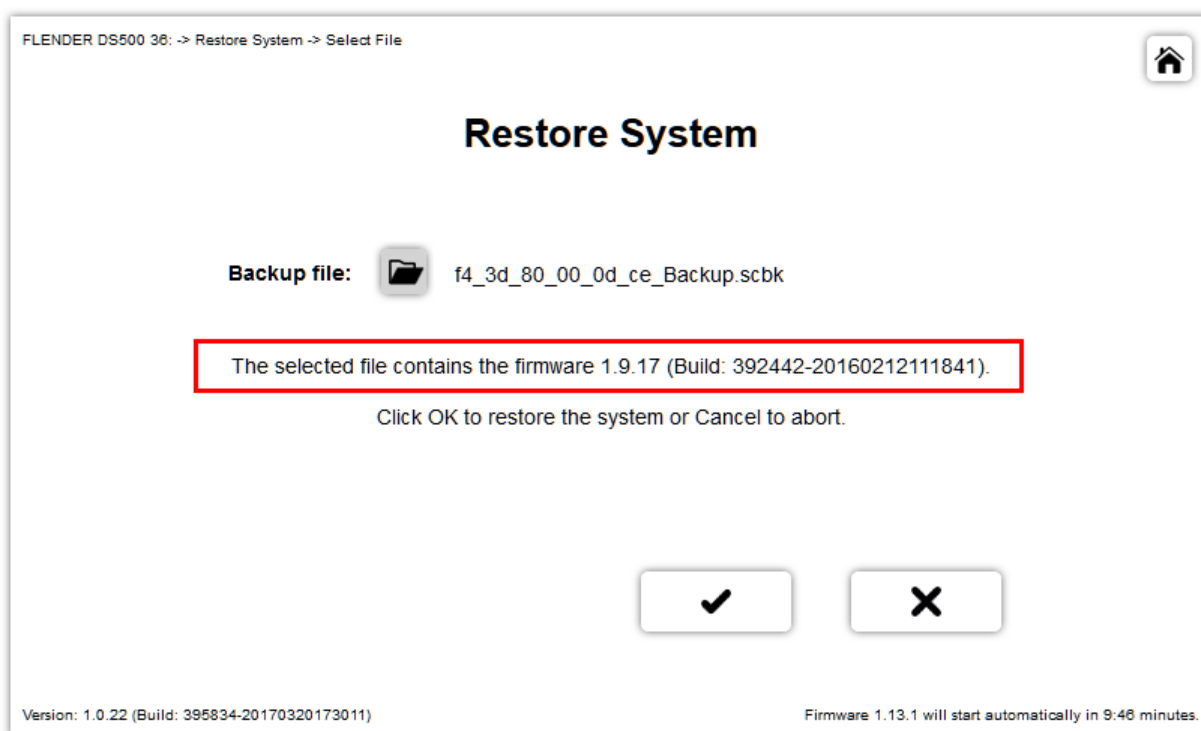 FLENDER DS500 36: -> Restore System -> Select File
Restore System
Backup file: f4_3d_80_00_0d_ce_Backup.scbk
The selected file contains the firmware 1.9.17 (Build: 392442-20160212111841).
Click OK to restore the system or Cancel to abort.
Version: 1.0.22 (Build: 395834-20170320173011) Firmware 1.13.1 will start automatically in 9:46 minutes.